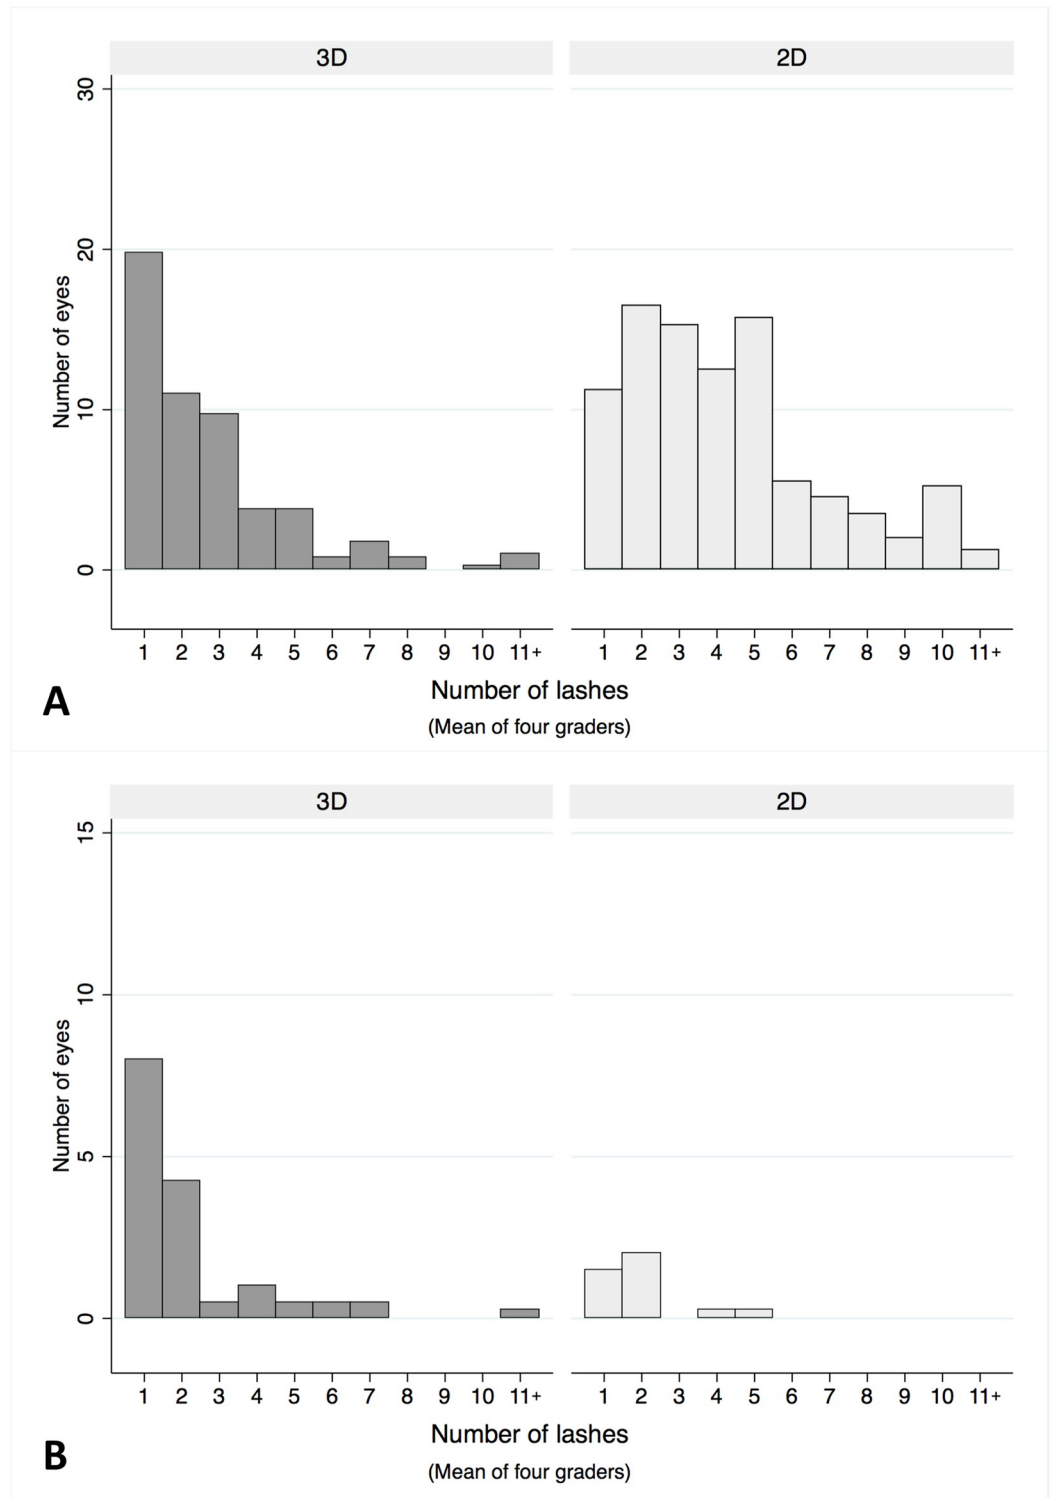 3D 2D
30
20
10
0
Number of eyes
1 2 3 4 5 6 7 8 9 10 11+ 1 2 3 4 5 6 7 8 9 10 11+
Number of lashes
(Mean of four graders)
A
3D 2D
15
10
5
0
Number of eyes
1 2 3 4 5 6 7 8 9 10 11+ 1 2 3 4 5 6 7 8 9 10 11+
Number of lashes
(Mean of four graders)
B